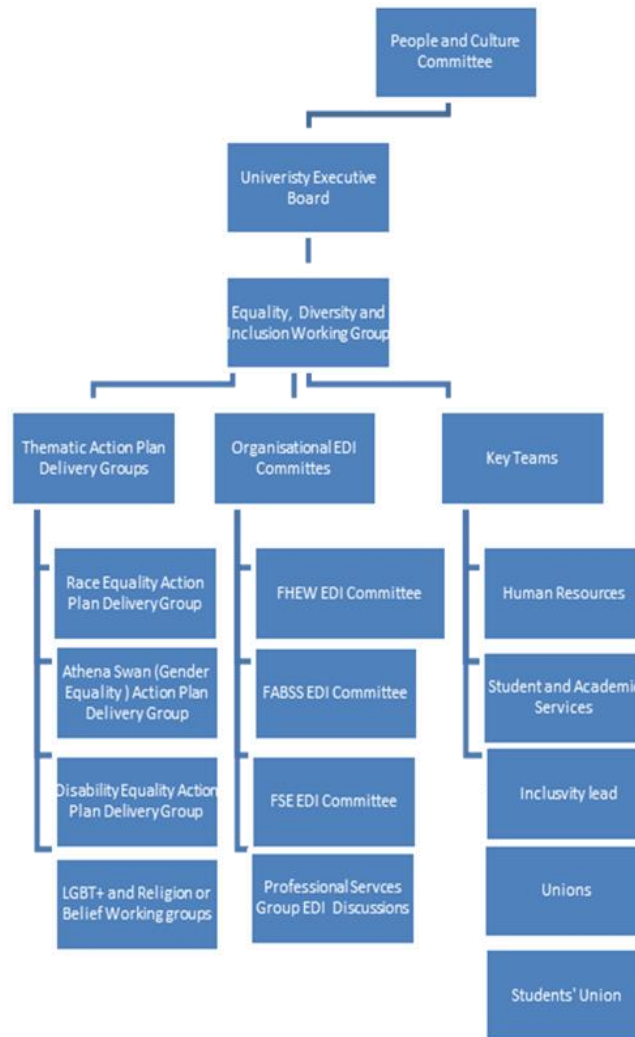 People and Culture
Committee
Univeristy Executive
Board
Equality, Diversity and
Inclusion Working Group
Thematic Action Plan
Delivery Groups
Race Equality Action
Plan Delivery Group
Athena Swan (Gender
Equality ) Action Plan
Delivery Group
Disability Equality Action
Plan Delivery Group
LGBT+ and Religion or
Belief Working groups
Organisational EDI
Committes
FHEW EDI Committee
FABSS EDI Committee
FSE EDI Committee
Professional Servces
Group EDI Discussions
Key Teams
Human Resources
Student and Academic
Services
Inclusvity lead
Unions
Students' Union